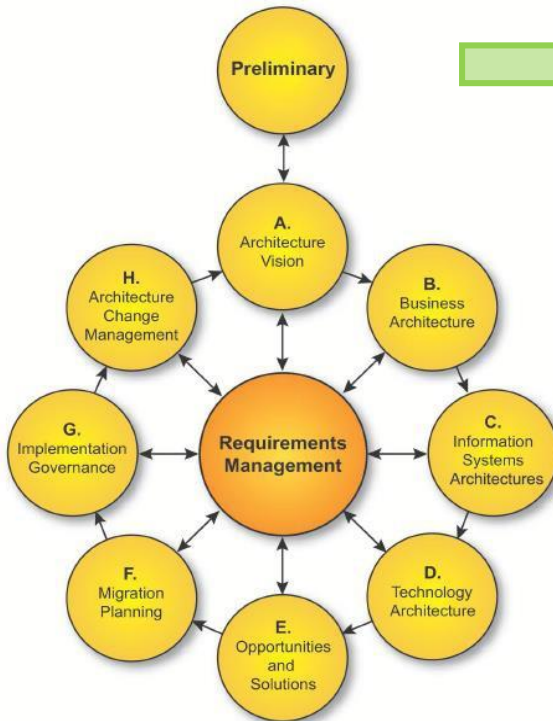 Preliminary
A.
Architecture
Vision
B.
Business
Architecture
C.
Information
Systems
Architectures
D.
Technology
Architecture
E.
Opportunities
and
Solutions
F.
Migration
Planning
G.
Implementation
Governance
H.
Architecture
Change
Management
Requirements
Management